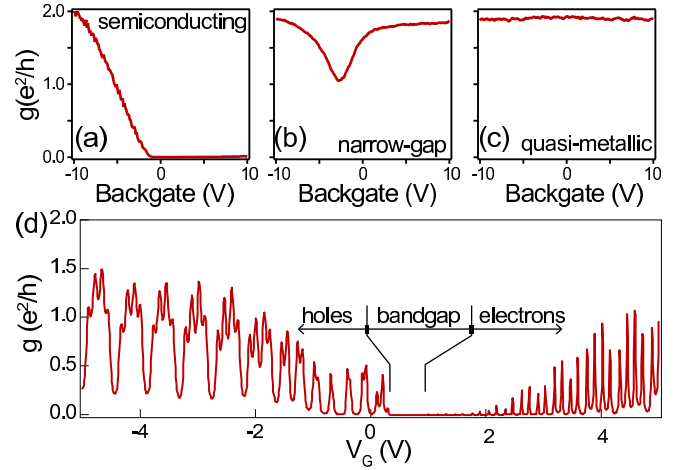 semiconducting
2.0
1.0
0.0
g(e²/h)
(a)
-10
0
10
Backgate (V)
(b)
narrow-gap
-10
0
10
Backgate (V)
(c)
quasi-metallic
-10
0
10
Backgate (V)
(d)
2.0
1.5
1.0
0.5
0.0
g (e²/h)
holes
bandgap
electrons
-4
-2
0
2
4
V_G (V)